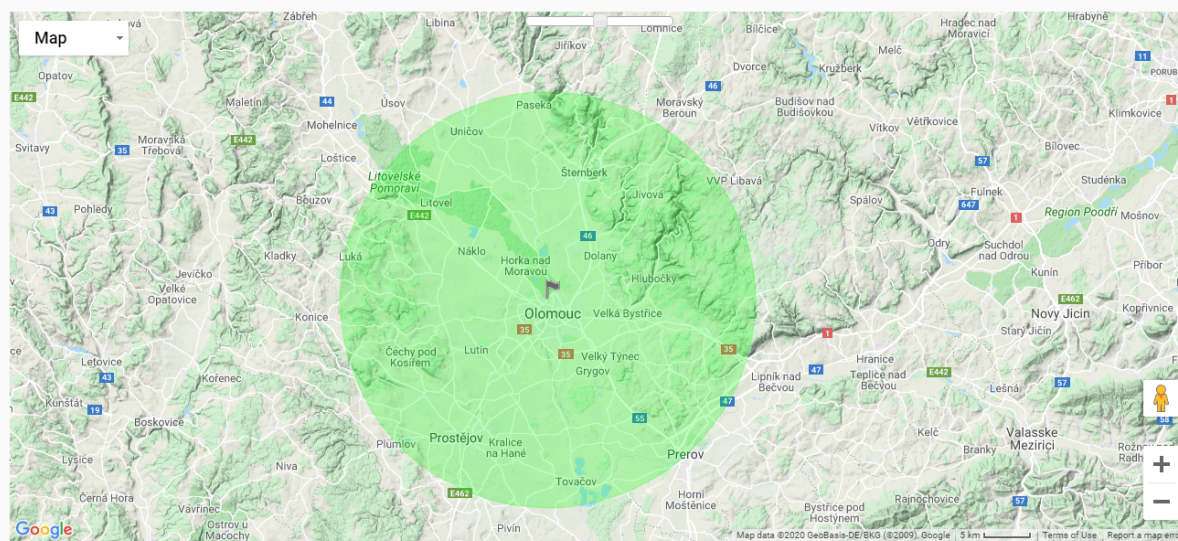 Map
Zábřeh
Libina
Lomnice
Bílčice
Hradec nad
Moravicí
Hrabyně
Jiříkov
Melč
11
Dvorce
Kružberk
PORUB
Opatov
E442
44
Úsov
Paseka
46
Moravský
Beroun
Budišov nad
Budišovkou
Maletín
Mohelnice
Vítkov
Větřkovice
1
Klimkovice
Svitavy
35
Moravská
Třebová
E442
Uničov
Bílovec
Loštice
57
Litovelské
Pomoraví
Šternberk
VVP Libavá
Fulnek
Studénka
43
Pohledy
Bouzov
Litovel
E442
Jívová
Spálov
647
1
Region Poodří
Mošnov
46
Kladky
Luká
Náklo
Horka nad
Moravou
Dolany
Odry
Suchdol
nad Odrou
Jevíčko
Velké
Opatovice
Hlubočky
Kunín
Příbor
E462
Kopřivnice
Konice
Olomouc
Velká Bystřice
Nový Jicin
35
1
Starý Jičín
Letovice
Čechy pod
Kosířem
Lutín
35
Velký Týnec
Grygov
35
Hranice
43
Kořenec
Lipník nad
Bečvou
47
Teplice nad
Bečvou
E442
Lešná
57
Kunštát
19
Boskovice
47
55
58
Plumlov
Prostějov
Kralice
na Hané
Kelč
Valasske
Mezirici
Lysice
Niva
Prerov
Branky
Rožnov
Radh
Černá Hora
E462
Tovačov
Horní
Moštěnice
Rajnochovice
57
Vavřinec
Ostrov u
Macochy
Pivín
Bystřice pod
Hostýnem
Google
Map data ©2020 GeoBasis-DE/BKG (©2009), Google
5 km
Terms of Use
Report a map erro